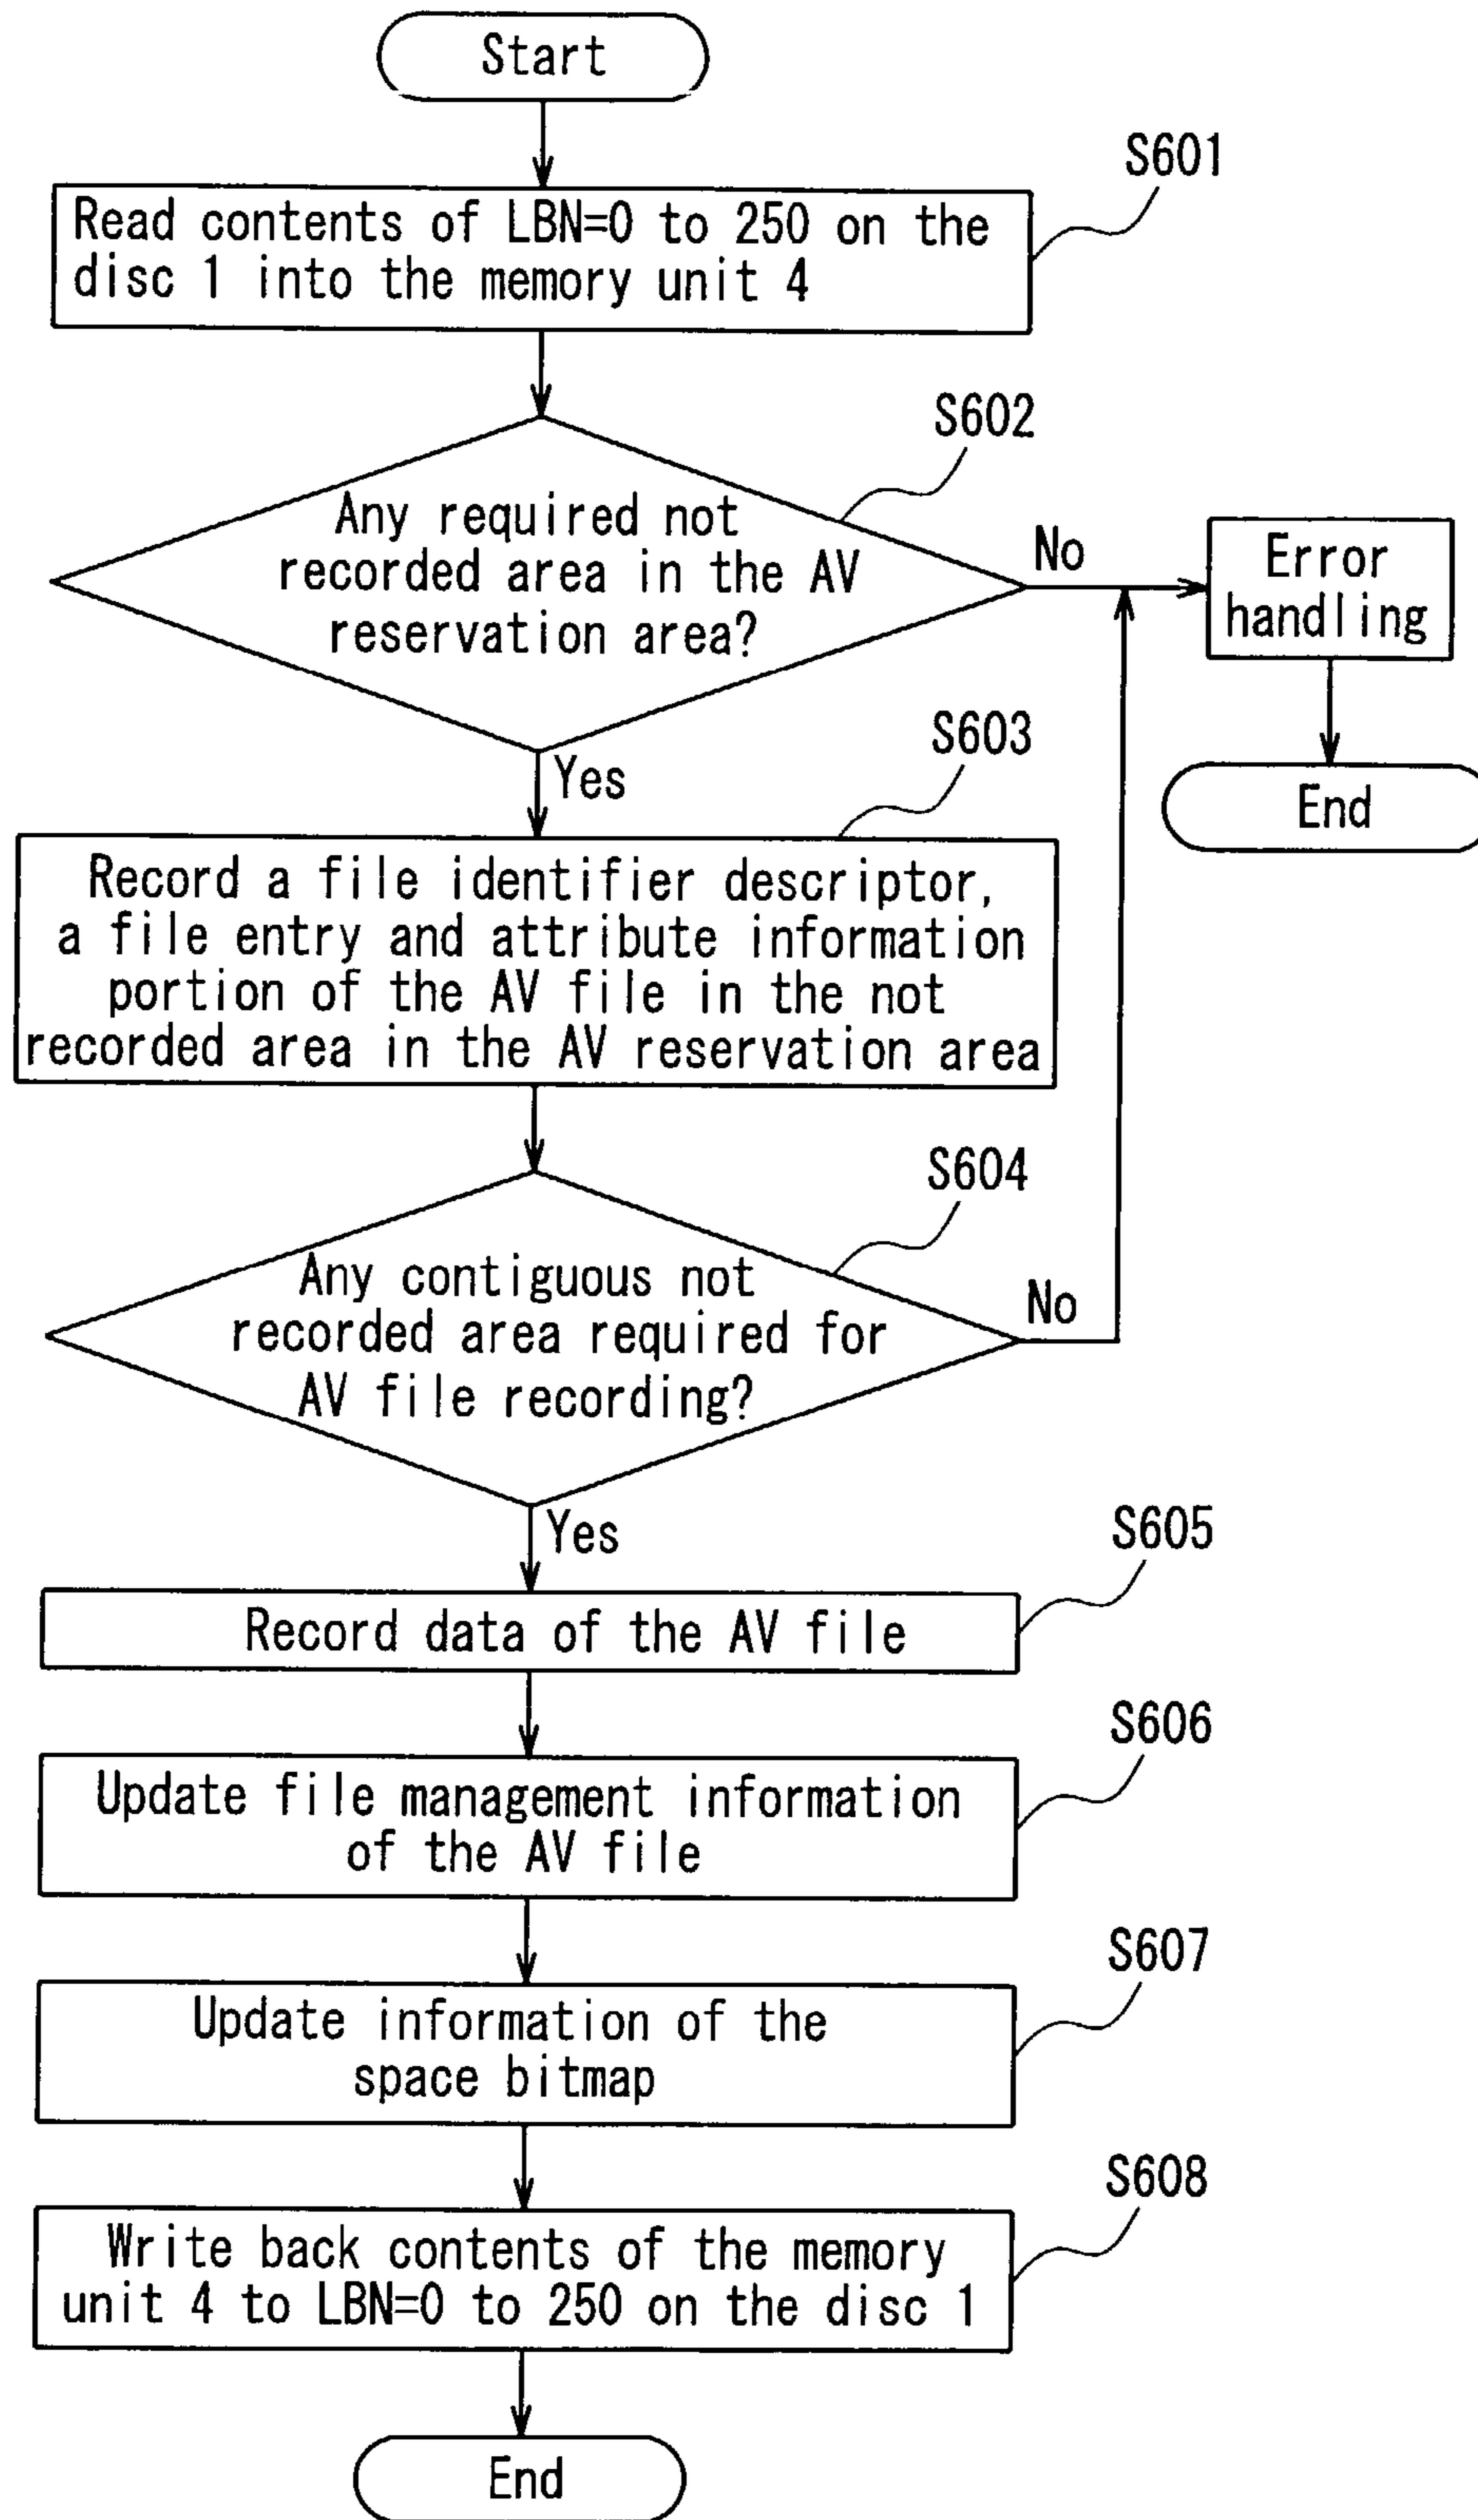 Start
S601
Read contents of LBN=0 to 250 on the
disc 1 into the memory unit 4
S602
Any required not
recorded area in the AV
reservation area?
No
Error
handling
Yes
S603
End
Record a file identifier descriptor,
a file entry and attribute information
portion of the AV file in the not
recorded area in the AV reservation area
S604
Any contiguous not
recorded area required for
AV file recording?
No
Yes
S605
Record data of the AV file
S606
Update file management information
of the AV file
S607
Update information of the
space bitmap
S608
Write back contents of the memory
unit 4 to LBN=0 to 250 on the disc 1
End